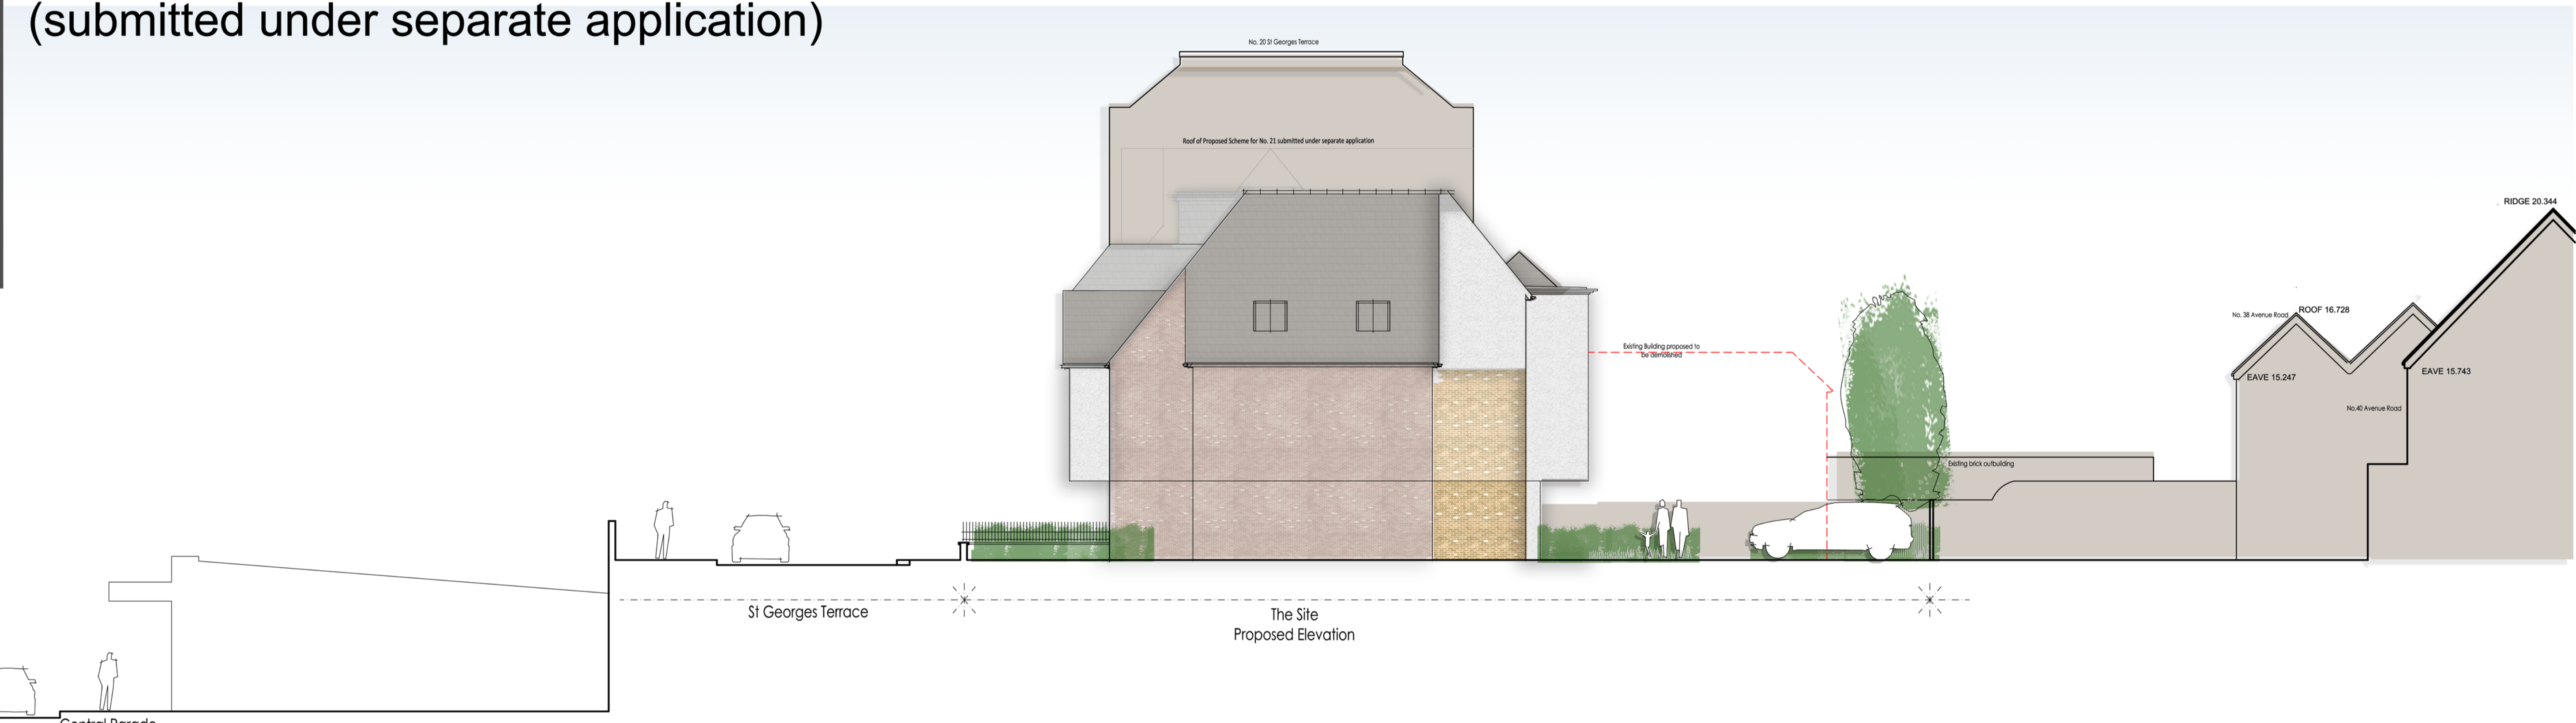 (submitted under separate application)
No. 20 St Georges Terrace
Roof of Proposed Scheme for No. 21 submitted under separate application
RIDGE 20.344
No. 38 Avenue Road
ROOF 16.728
Existing Building proposed to
be demolished
EAVE 15.247
EAVE 15.743
No.40 Avenue Road
Existing brick outbuilding
St Georges Terrace
The Site
Proposed Elevation
Central Parade